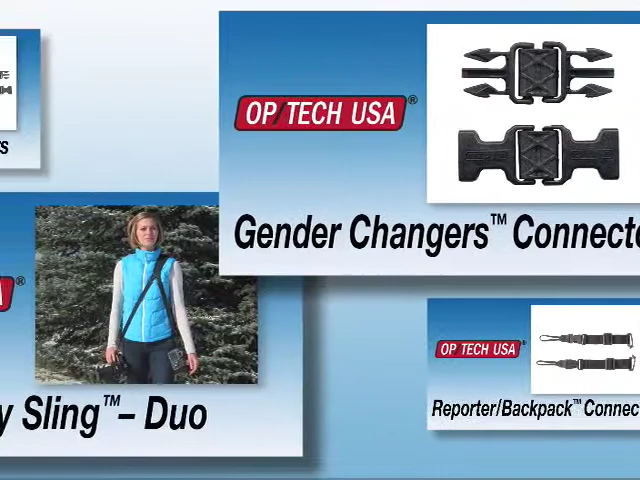 OP/TECH USA®
Gender Changers™ Connecto
y Sling™– Duo
OP/TECH USA®
Reporter/Backpack™ Connec